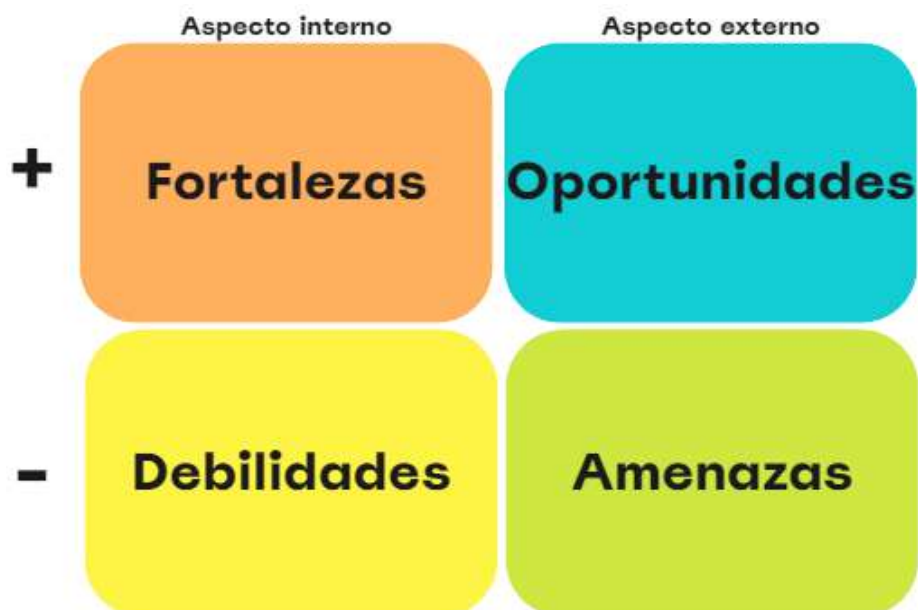 Aspecto interno
Aspecto externo
+
Fortalezas
Oportunidades
-
Debilidades
Amenazas